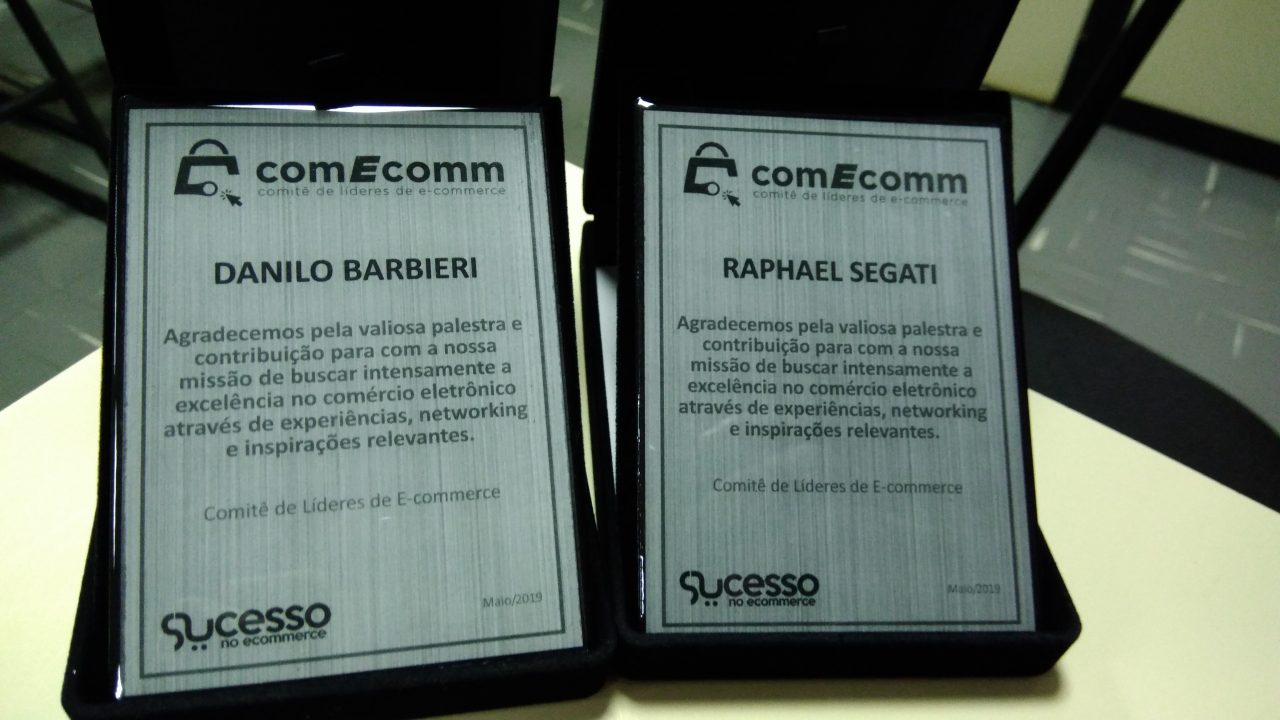 comEcomm
comitê de líderes de e-commerce
DANILO BARBIERI
Agradecemos pela valiosa palestra e
contribuição para com a nossa
missão de buscar intensamente a
excelência no comércio eletrônico
através de experiências, networking
e inspirações relevantes.
Comitê de Líderes de E-commerce
sucesso
no ecommerce
Maio/2019
comEcomm
comitê de líderes de e-commerce
RAPHAEL SEGATI
Agradecemos pela valiosa palestra e
contribuição para com a nossa
missão de buscar intensamente a
excelência no comércio eletrônico
através de experiências, networking
e inspirações relevantes.
Comitê de Líderes de E-commerce
sucesso
no ecommerce
Maio/2019